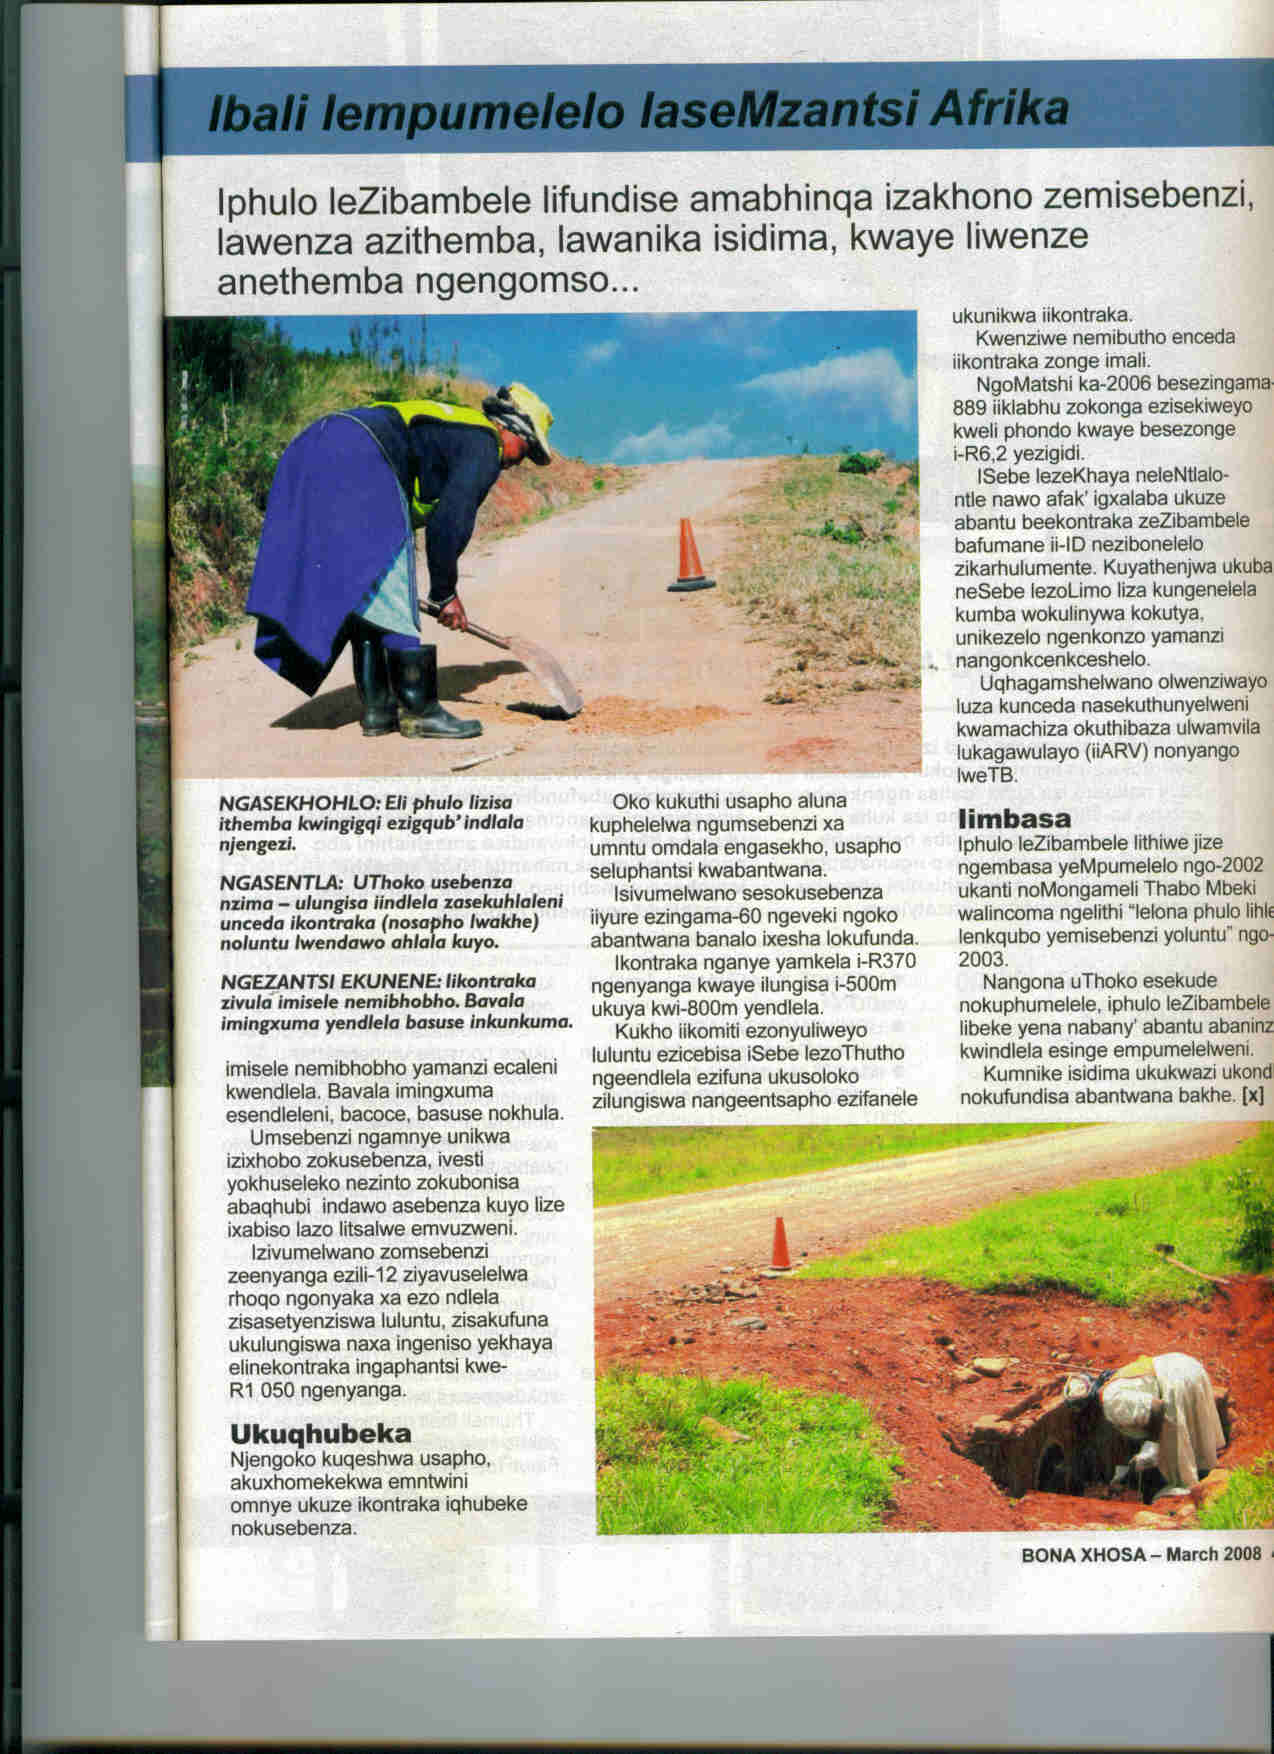 Ibali lempumelelo laseMzantsi Afrika
Iphulo leZibambele lifundise amabhinqa izakhono zemisebenzi,
lawenza azithemba, lawanika isidima, kwaye liwenze
anethemba ngengomso...
NGASEKHOHLO: Eli phulo lizisa
ithemba kwingigqi ezigqub' indlala
njengezi.
NGASENTLA: UThoko usebenza
nzima – ulungisa iindlela zasekuhlaleni
unceda ikontraka (nosapho lwakhe)
noluntu lwendawo ahlala kuyo.
NGEZANTSI EKUNENE: Iikontraka
zivula imisele nemibhobho. Bavala
imingxuma yendlela basuse inkunkuma.
imisele nemibhobho yamanzi ecaleni
kwendlela. Bavala imingxuma
esendleleni, bacoce, basuse nokhula.
Umsebenzi ngamnye unikwa
izixhobo zokusebenza, ivesti
yokhuseleko nezinto zokubonisa
abaqhubi indawo asebenza kuyo lize
ixabiso lazo litsalwe emvuzweni.
Izivumelwano zomsebenzi
zeenyanga ezili-12 ziyavuselelwa
rhoqo ngonyaka xa ezo ndlela
zisasetyenziswa luluntu, zisakufuna
ukulungiswa naxa ingeniso yekhaya
elinekontraka ingaphantsi kwe-
R1 050 ngenyanga.
Ukuqhubeka
Njengoko kuqeshwa usapho,
akuxhomekekwa emntwini
omnye ukuze ikontraka iqhubeke
nokusebenza.
Oko kukuthi usapho aluna
kuphelelwa ngumsebenzi xa
umntu omdala engasekho, usapho
seluphantsi kwabantwana.
Isivumelwano sesokusebenza
iiyure ezingama-60 ngeveki ngoko
abantwana banalo ixesha lokufunda.
Ikontraka nganye yamkela i-R370
ngenyanga kwaye ilungisa i-500m
ukuya kwi-800m yendlela.
Kukho iikomiti ezonyuliweyo
luluntu ezicebisa iSebe lezoThutho
ngeendlela ezifuna ukusoloko
zilungiswa nangeentsapho ezifanele
ukunikwa iikontraka.
Kwenziwe nemibutho enceda
iikontraka zonge imali.
NgoMatshi ka-2006 besezingama-
889 iiklabhu zokonga ezisekiweyo
kweli phondo kwaye besezonge
i-R6,2 yezigidi.
ISebe lezeKhaya neleNtlalo-
ntle nawo afak' igxalaba ukuze
abantu beekontraka zeZibambele
bafumane ii-ID nezibonelelo
zikarhulumente. Kuyathenjwa ukuba
neSebe lezoLimo liza kungenelela
kumba wokulinywa kokutya,
unikezelo ngenkonzo yamanzi
nangonkcenkceshelo.
Uqhagamshelwano olwenziwayo
luza kunceda nasekuthunyelweni
kwamachiza okuthibaza ulwamvila
lukagawulayo (iiARV) nonyango
lweTB.
Iimbasa
Iphulo leZibambele lithiwe jize
ngembasa yeMpumelelo ngo-2002
ukanti noMongameli Thabo Mbeki
walincoma ngelithi "lelona phulo lihle
lenkqubo yemisebenzi yoluntu" ngo-
2003.
Nangona uThoko esekude
nokuphumelele, iphulo leZibambele
libeke yena nabany' abantu abaninz
kwindlela esinge empumelelweni.
Kumnike isidima ukukwazi ukond
nokufundisa abantwana bakhe. [x]
BONA XHOSA – March 2008